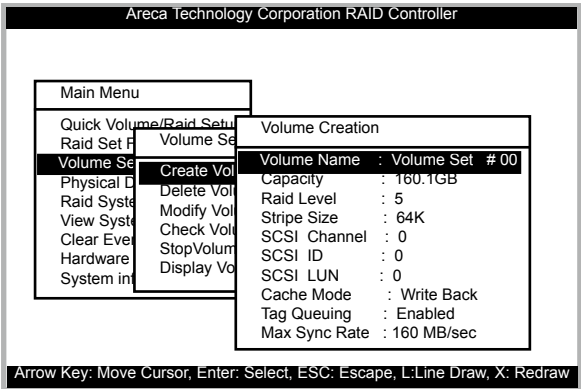 Areca Technology Corporation RAID Controller
Main Menu
Quick Volume/Raid Setu
Raid Set F
Volume Se
Physical D
Raid Syste
View Syste
Clear Even
Hardware
System inf
Volume Se
Create Vol
Delete Volu
Modify Volu
Check Volu
StopVolum
Display Vo
Volume Creation
Volume Name : Volume Set # 00
Capacity : 160.1GB
Raid Level : 5
Stripe Size : 64K
SCSI Channel : 0
SCSI ID : 0
SCSI LUN : 0
Cache Mode : Write Back
Tag Queuing : Enabled
Max Sync Rate : 160 MB/sec
Arrow Key: Move Cursor, Enter: Select, ESC: Escape, L:Line Draw, X: Redraw